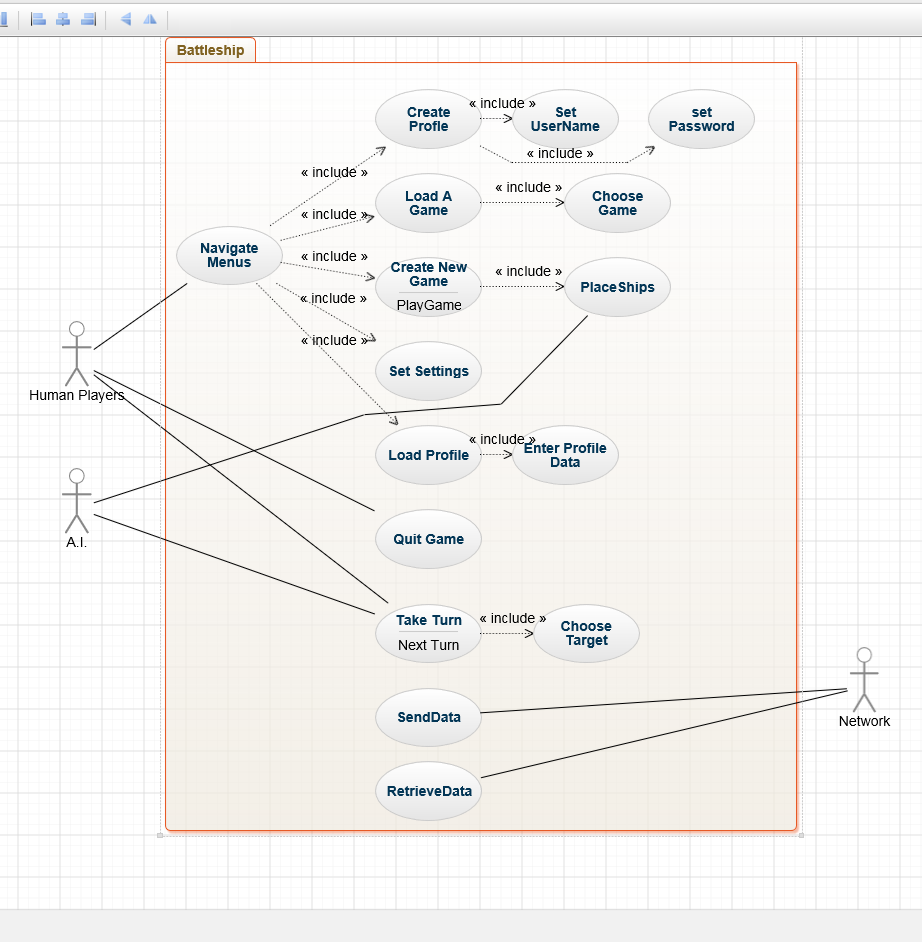 Battleship
« include »
Create
Profle
Set
UserName
set
Password
« include »
« include »
« include »
Load A
Game
Choose
Game
« include »
Navigate
Menus
« include »
« include »
Create New
Game
PlayGame
PlaceShips
« include »
« include »
Set Settings
Human Players
« include »
Load Profile
Enter Profile
Data
A.I.
Quit Game
« include »
Take Turn
Next Turn
Choose
Target
SendData
Network
RetrieveData